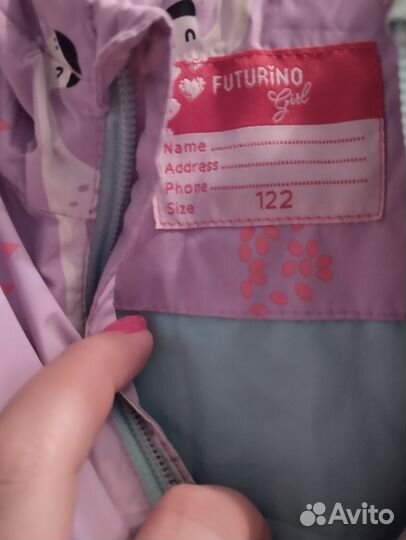 FUTURINO
Girl
Name
Address
Phone
Size 122
Avito